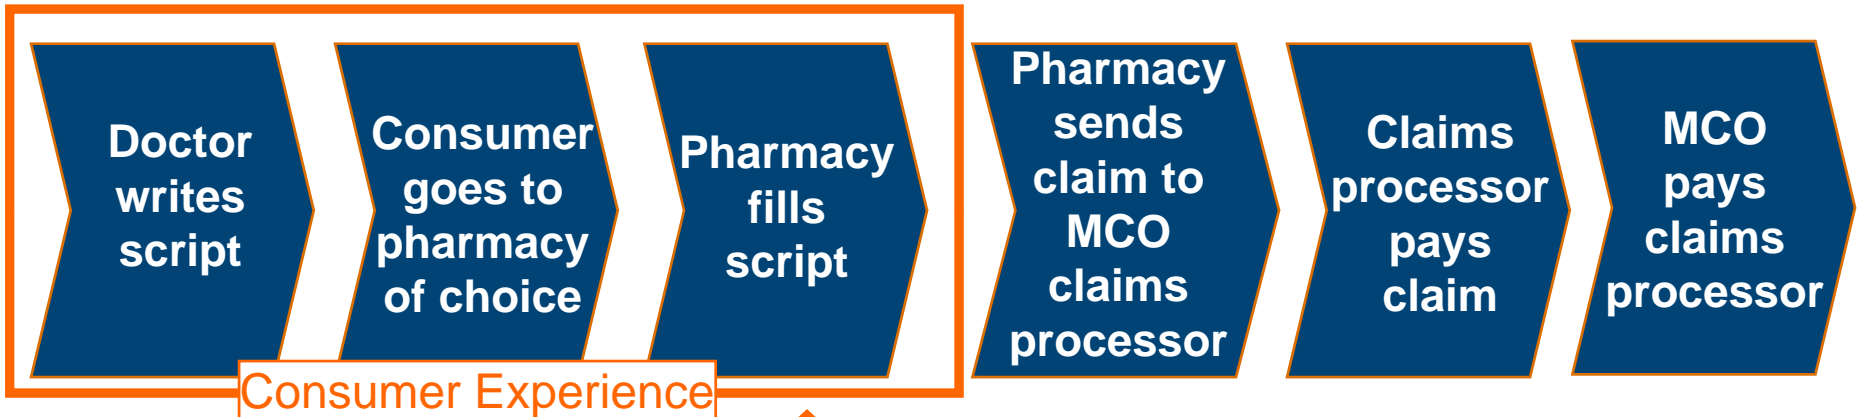 Doctor
writes
script
Consumer
goes to
pharmacy
of choice
Pharmacy
fills
script
Pharmacy
sends
claim to
MCO
claims
processor
Claims
processor
pays
claim
MCO
pays
claims
processor
Consumer Experience